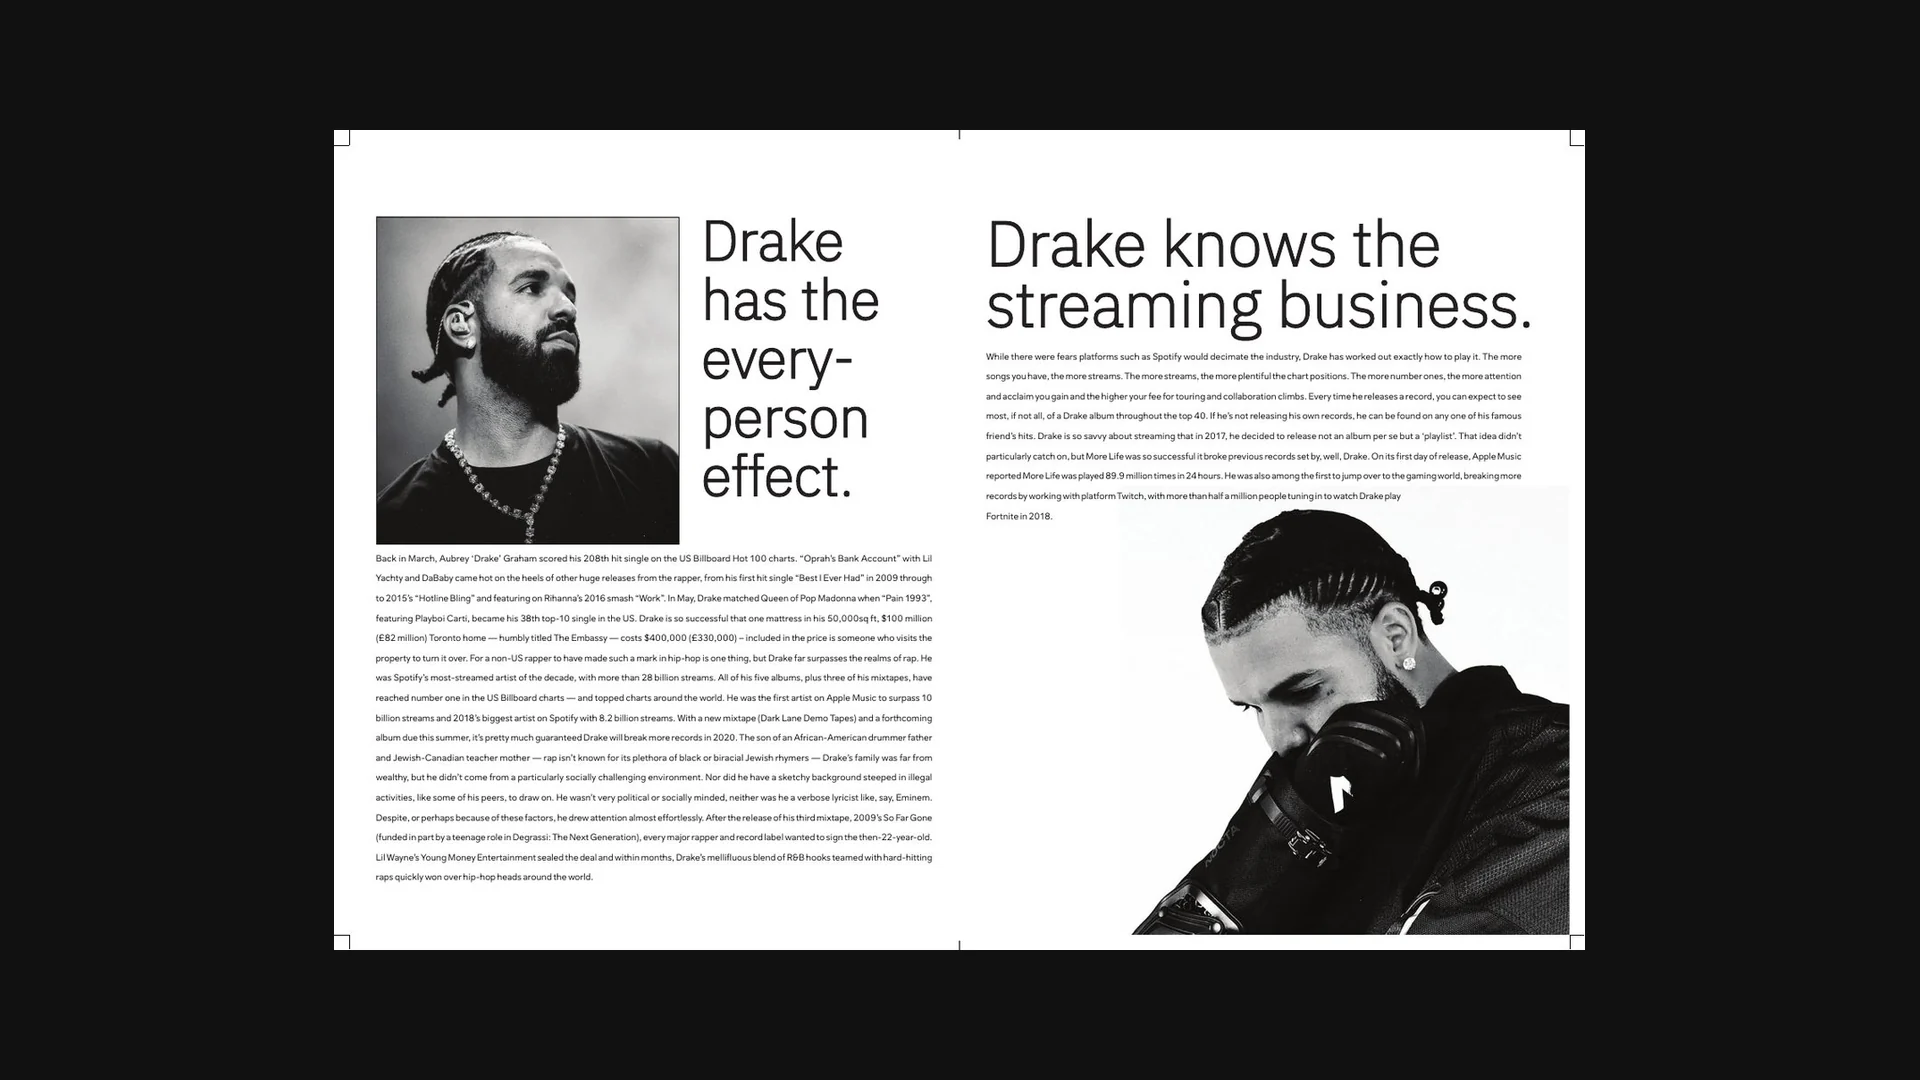 Drake
has the
every-
person
effect.
Back in March, Aubrey ‘Drake’ Graham scored his 208th hit single on the US Billboard Hot 100 charts. “Oprah’s Bank Account” with Lil
Yachty and DaBaby came hot on the heels of other huge releases from the rapper, from his first hit single “Best I Ever Had” in 2009 through
to 2015’s “Hotline Bling” and featuring on Rihanna’s 2016 smash “Work”. In May, Drake matched Queen of Pop Madonna when “Pain 1993”,
featuring Playboi Carti, became his 38th top-10 single in the US. Drake is so successful that one mattress in his 50,000sq ft, $100 million
(£82 million) Toronto home — humbly titled The Embassy — costs $400,000 (£330,000) – included in the price is someone who visits the
property to turn it over. For a non-US rapper to have made such a mark in hip-hop is one thing, but Drake far surpasses the realms of rap. He
was Spotify’s most-streamed artist of the decade, with more than 28 billion streams. All of his five albums, plus three of his mixtapes, have
reached number one in the US Billboard charts — and topped charts around the world. He was the first artist on Apple Music to surpass 10
billion streams and 2018’s biggest artist on Spotify with 8.2 billion streams. With a new mixtape (Dark Lane Demo Tapes) and a forthcoming
album due this summer, it’s pretty much guaranteed Drake will break more records in 2020. The son of an African-American drummer father
and Jewish-Canadian teacher mother — rap isn’t known for its plethora of black or biracial Jewish rhymers — Drake’s family was far from
wealthy, but he didn’t come from a particularly socially challenging environment. Nor did he have a sketchy background steeped in illegal
activities, like some of his peers, to draw on. He wasn’t very political or socially minded, neither was he a verbose lyricist like, say, Eminem.
Despite, or perhaps because of these factors, he drew attention almost effortlessly. After the release of his third mixtape, 2009’s So Far Gone
(funded in part by a teenage role in Degrassi: The Next Generation), every major rapper and record label wanted to sign the then-22-year-old.
Lil Wayne’s Young Money Entertainment sealed the deal and within months, Drake’s mellifluous blend of R&B hooks teamed with hard-hitting
raps quickly won over hip-hop heads around the world.
Drake knows the
streaming business.
While there were fears platforms such as Spotify would decimate the industry, Drake has worked out exactly how to play it. The more
songs you have, the more streams. The more streams, the more plentiful the chart positions. The more number ones, the more attention
and acclaim you gain and the higher your fee for touring and collaboration climbs. Every time he releases a record, you can expect to see
most, if not all, of a Drake album throughout the top 40. If he’s not releasing his own records, he can be found on any one of his famous
friend’s hits. Drake is so savvy about streaming that in 2017, he decided to release not an album per se but a ‘playlist’. That idea didn’t
particularly catch on, but More Life was so successful it broke previous records set by, well, Drake. On its first day of release, Apple Music
reported More Life was played 89.9 million times in 24 hours. He was also among the first to jump over to the gaming world, breaking more
records by working with platform Twitch, with more than half a million people tuning in to watch Drake play
Fortnite in 2018.
NOCTA